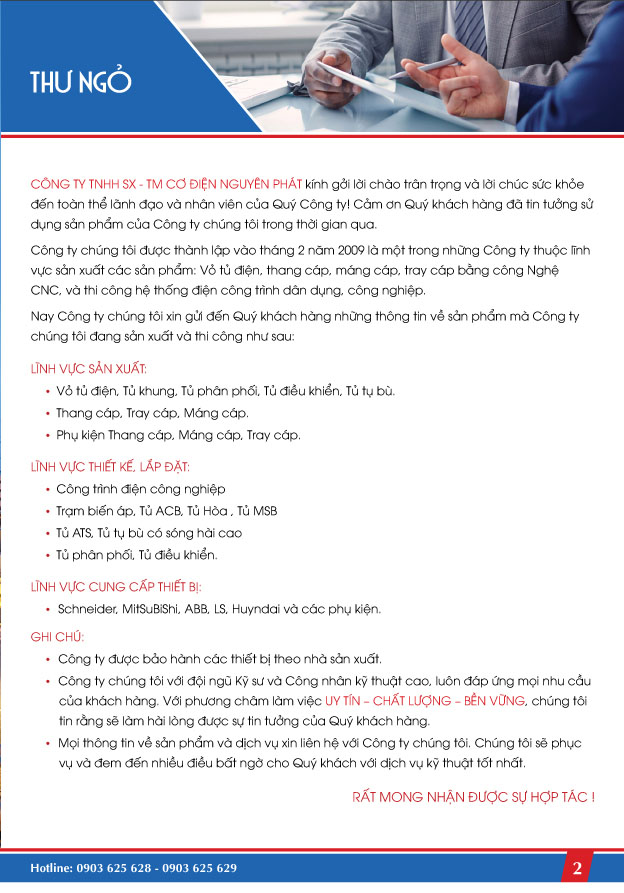 THƯ NGỎ
CÔNG TY TNHH SX - TM CƠ ĐIỆN NGUYÊN PHÁT kính gởi lời chào trân trọng và lời chúc sức khỏe
đến toàn thể lãnh đạo và nhân viên của Quý Công ty! Cảm ơn Quý khách hàng đã tin tưởng sử
dụng sản phẩm của Công ty chúng tôi trong thời gian qua.
Công ty chúng tôi được thành lập vào tháng 2 năm 2009 là một trong những Công ty thuộc lĩnh
vực sản xuất các sản phẩm: Vỏ tủ điện, thang cáp, máng cáp, tray cáp bằng công Nghệ
CNC, và thi công hệ thống điện công trình dân dụng, công nghiệp.
Nay Công ty chúng tôi xin gửi đến Quý khách hàng những thông tin về sản phẩm mà Công ty
chúng tôi đang sản xuất và thi công như sau:
LĨNH VỰC SẢN XUẤT:
• Vỏ tủ điện, Tủ khung, Tủ phân phối, Tủ điều khiển, Tủ tụ bù.
• Thang cáp, Tray cáp, Máng cáp.
• Phụ kiện Thang cáp, Máng cáp, Tray cáp.
LĨNH VỰC THIẾT KẾ, LẮP ĐẶT:
• Công trình điện công nghiệp
• Trạm biến áp, Tủ ACB, Tủ Hòa , Tủ MSB
• Tủ ATS, Tủ tụ bù có sóng hài cao
• Tủ phân phối, Tủ điều khiển.
LĨNH VỰC CUNG CẤP THIẾT BỊ:
• Schneider, MitSuBiShi, ABB, LS, Huyndai và các phụ kiện.
GHI CHÚ:
• Công ty được bảo hành các thiết bị theo nhà sản xuất.
• Công ty chúng tôi với đội ngũ Kỹ sư và Công nhân kỹ thuật cao, luôn đáp ứng mọi nhu cầu
của khách hàng. Với phương châm làm việc UY TÍN – CHẤT LƯỢNG – BỀN VỮNG, chúng tôi
tin rằng sẽ làm hài lòng được sự tin tưởng của Quý khách hàng.
• Mọi thông tin về sản phẩm và dịch vụ xin liên hệ với Công ty chúng tôi. Chúng tôi sẽ phục
vụ và đem đến nhiều điều bất ngờ cho Quý khách với dịch vụ kỹ thuật tốt nhất.
RẤT MONG NHẬN ĐƯỢC SỰ HỢP TÁC !
Hotline: 0903 625 628 - 0903 625 629
2